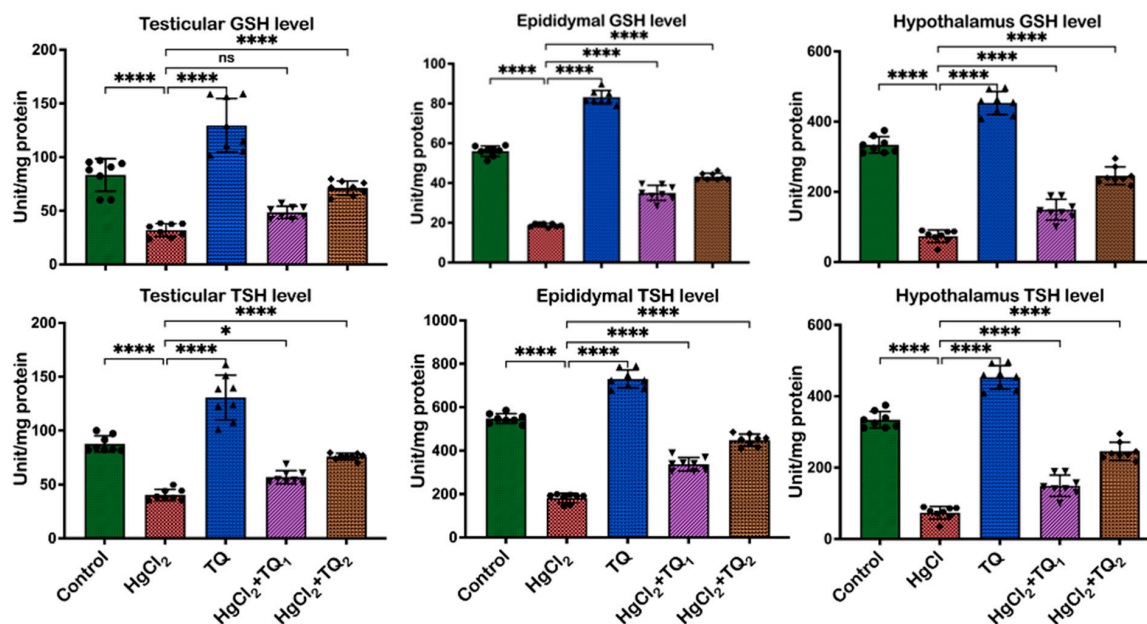 Testicular GSH level
Unit/mg protein
200
150
100
50
0
****
ns
****
****
Epididymal GSH level
Unit/mg protein
100
80
60
40
20
0
****
****
****
****
Hypothalamus GSH level
Unit/mg protein
600
400
200
0
****
****
****
****
Testicular TSH level
Unit/mg protein
200
150
100
50
0
****
*
****
****
Control
HgCl₂
TQ
HgCl₂+TQ₁
HgCl₂+TQ₂
Epididymal TSH level
Unit/mg protein
1000
800
600
400
200
0
****
****
****
****
Control
HgCl₂
TQ
HgCl₂+TQ₁
HgCl₂+TQ₂
Hypothalamus TSH level
Unit/mg protein
600
400
200
0
****
****
****
****
Control
HgCl
TQ
HgCl₂+TQ₁
HgCl₂+TQ₂